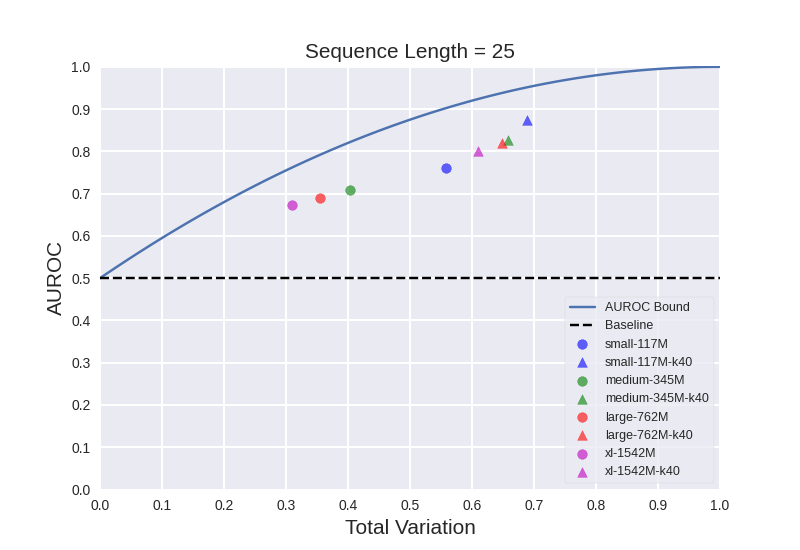 Sequence Length = 25
AUROC
1.0
0.9
0.8
0.7
0.6
0.5
0.4
0.3
0.2
0.1
0.0
AUROC Bound
Baseline
small-117M
small-117M-k40
medium-345M
medium-345M-k40
large-762M
large-762M-k40
xl-1542M
xl-1542M-k40
0.0 0.1 0.2 0.3 0.4 0.5 0.6 0.7 0.8 0.9 1.0
Total Variation